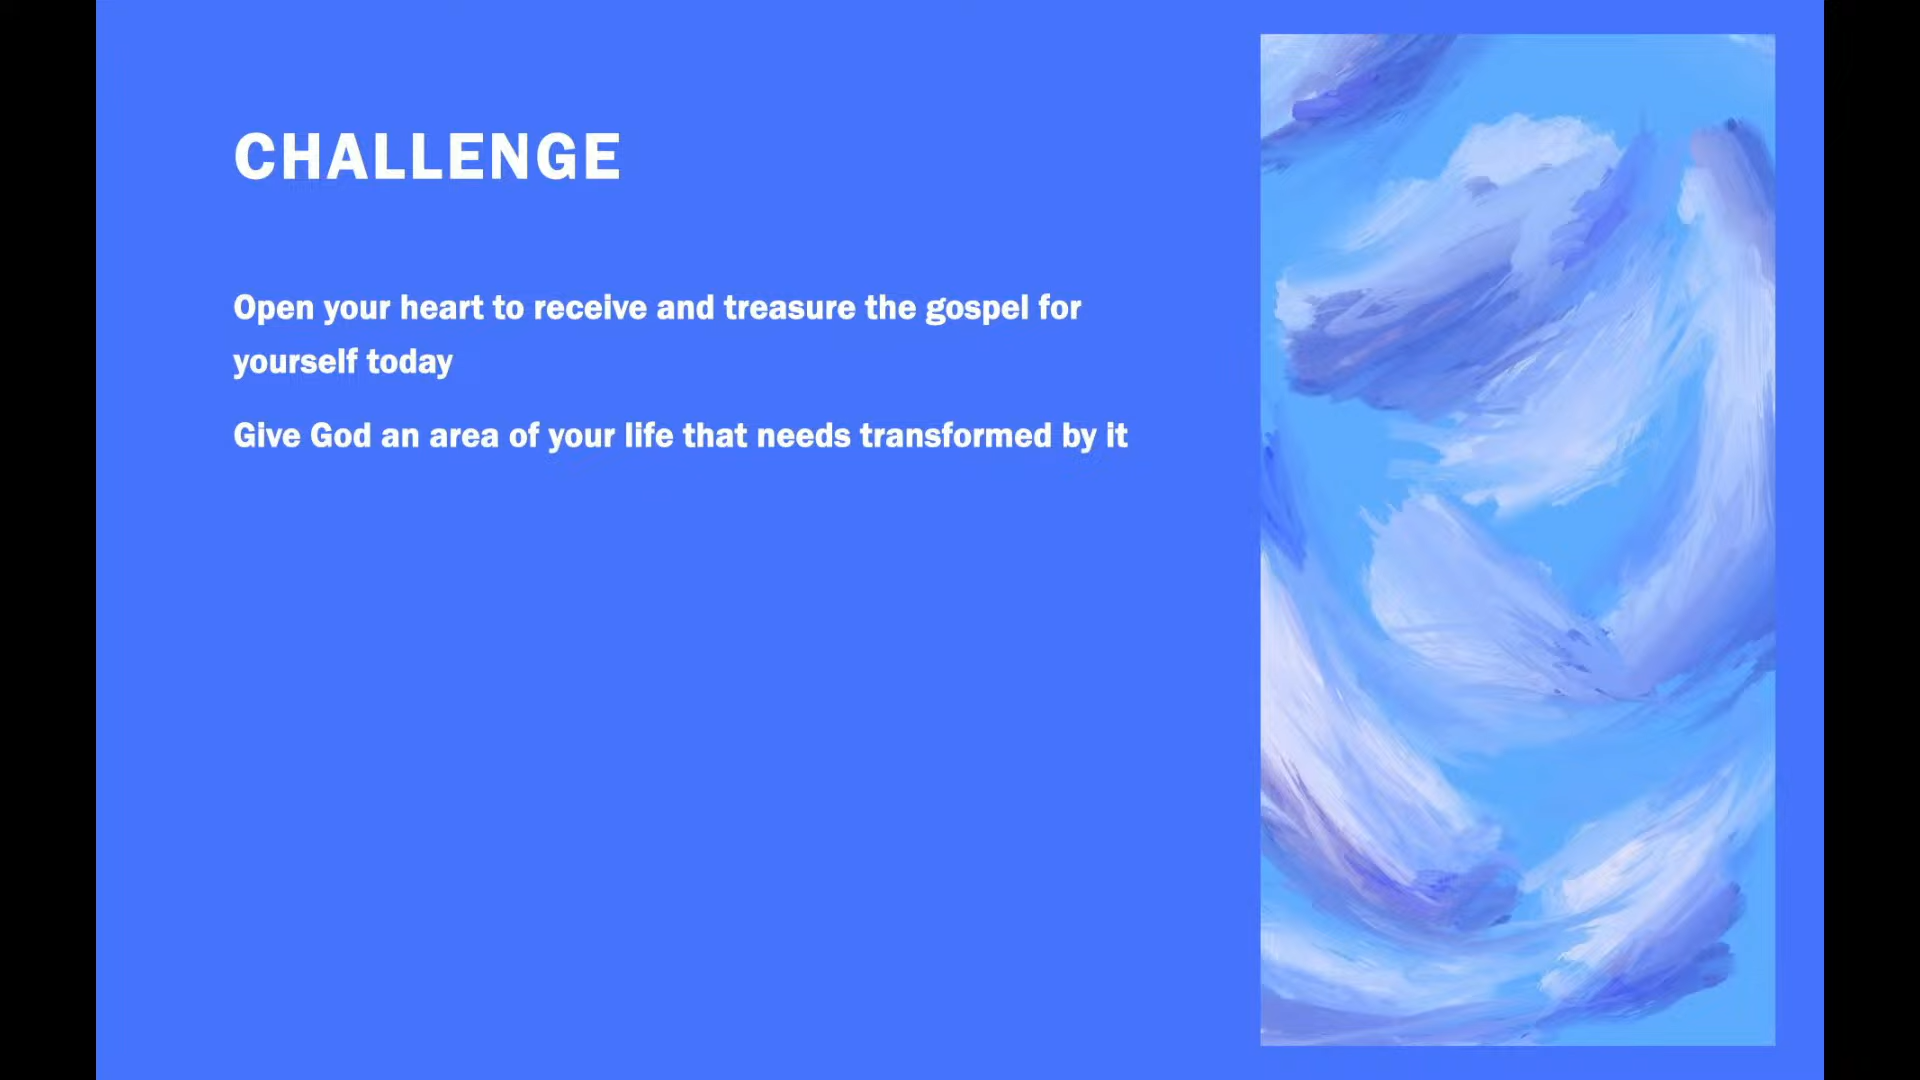 CHALLENGE
Open your heart to receive and treasure the gospel for
yourself today
Give God an area of your life that needs transformed by it